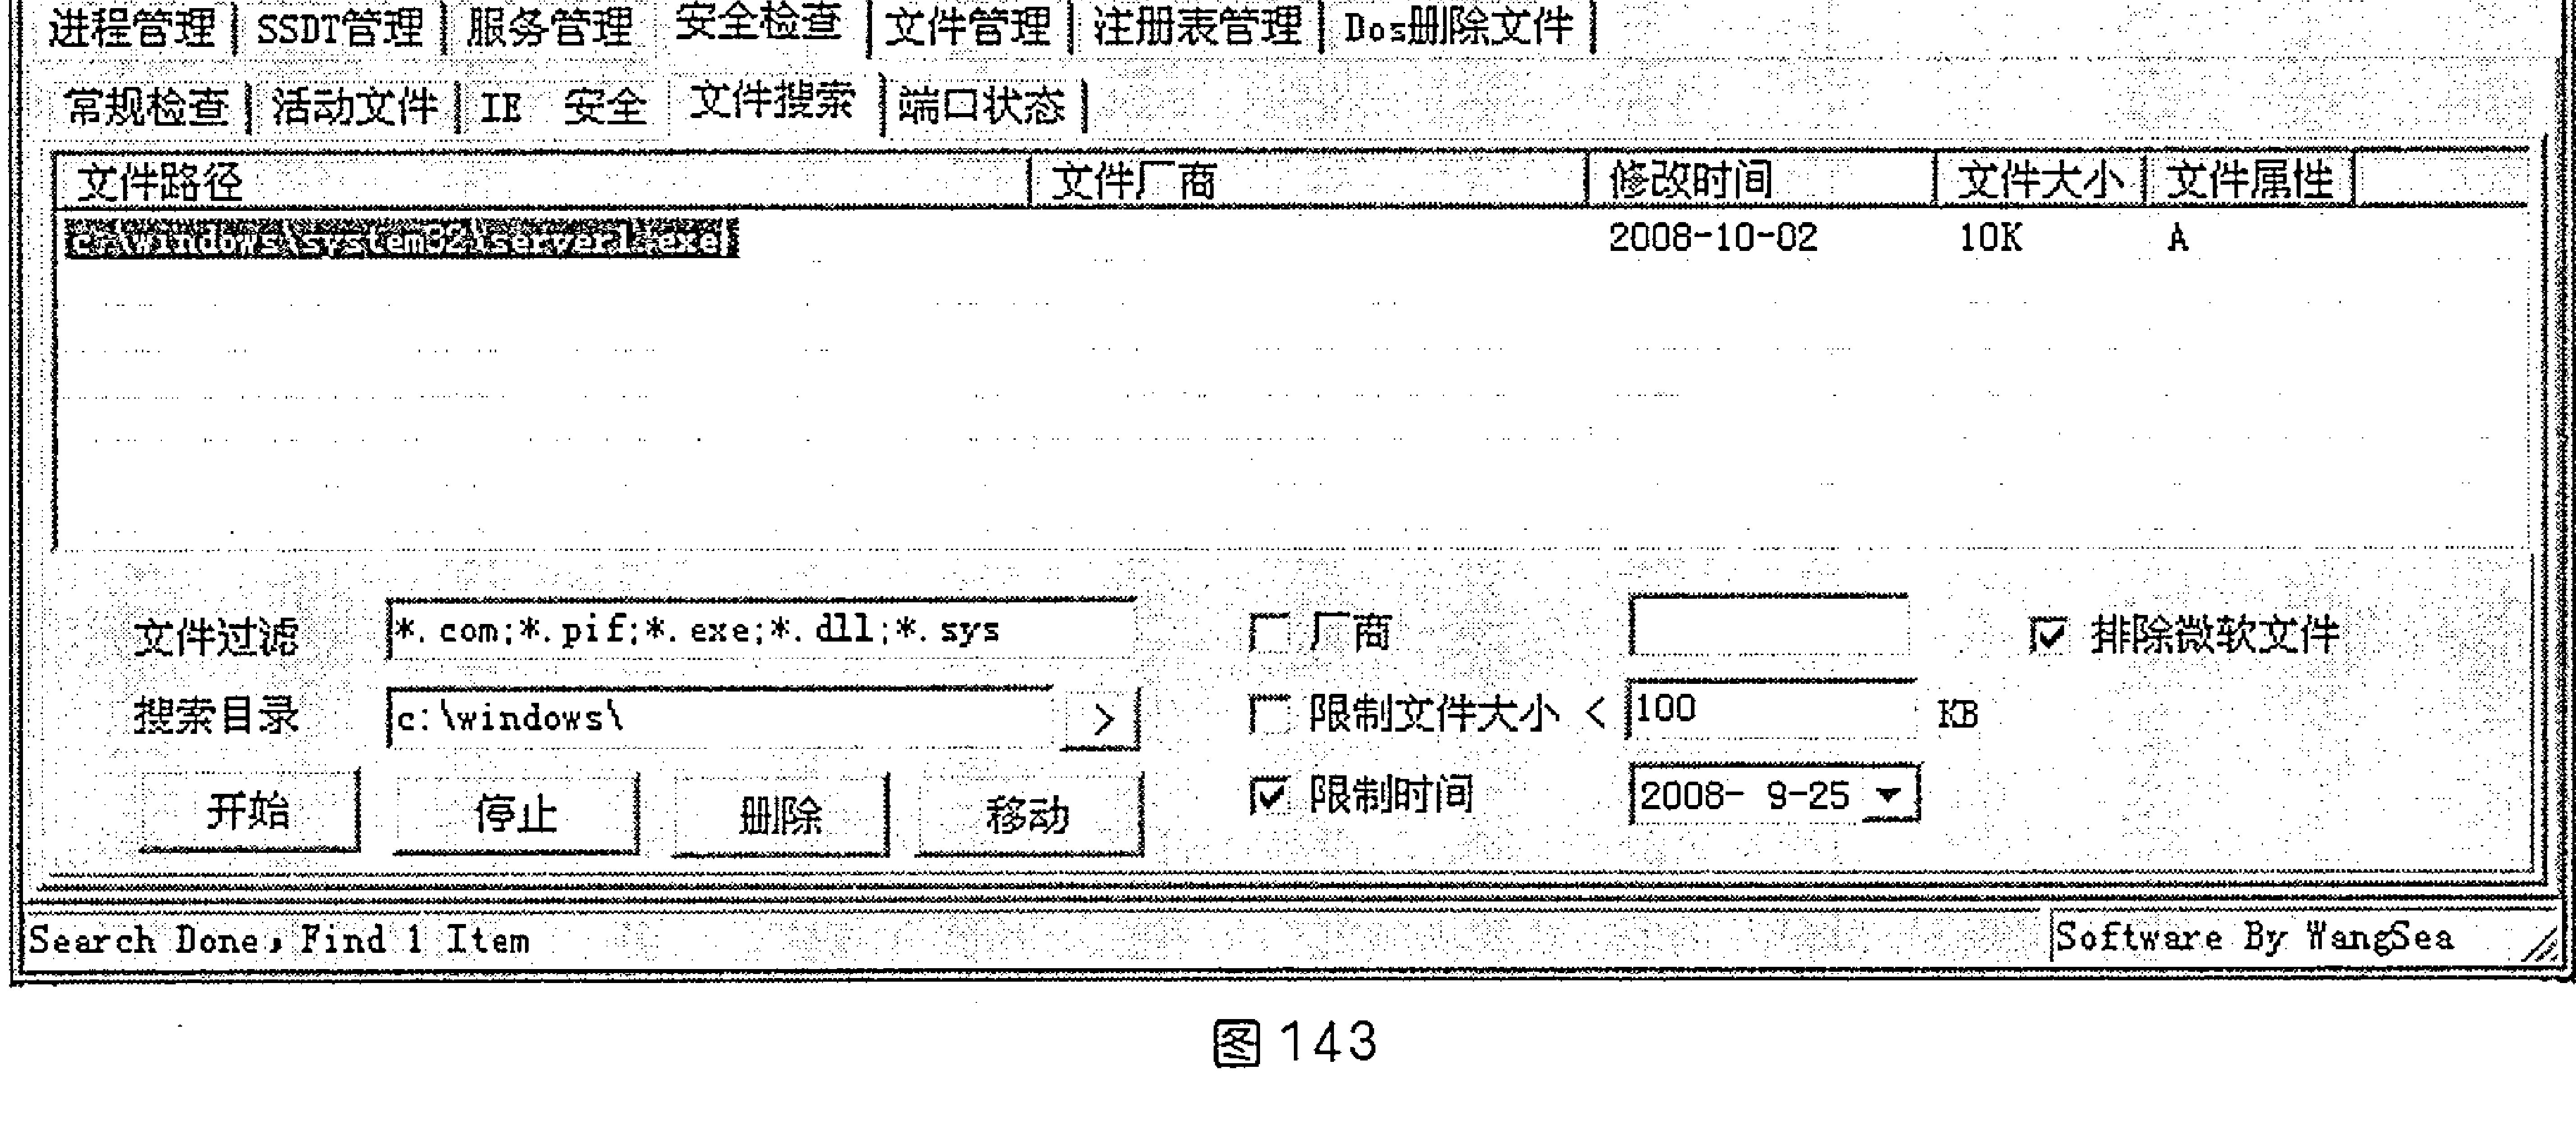 进程管理 SSDT管理 服务管理 安全检查 文件管理 注册表管理 Dos删除文件
常规检查 活动文件 IE 安全 文件搜索 端口状态
文件路径 文件厂商 修改时间 文件大小 文件属性
c:\windows\system32\server1.exe 2008-10-02 10K A
文件过滤 *.com;*.pif;*.exe;*.dll;*.sys 厂商 排除微软文件
搜索目录 c:\windows\ > 限制文件大小 < 100 KB
开始 停止 删除 移动 限制时间 2008- 9-25
Search Done, Find 1 Item Software By WangSea
图 143